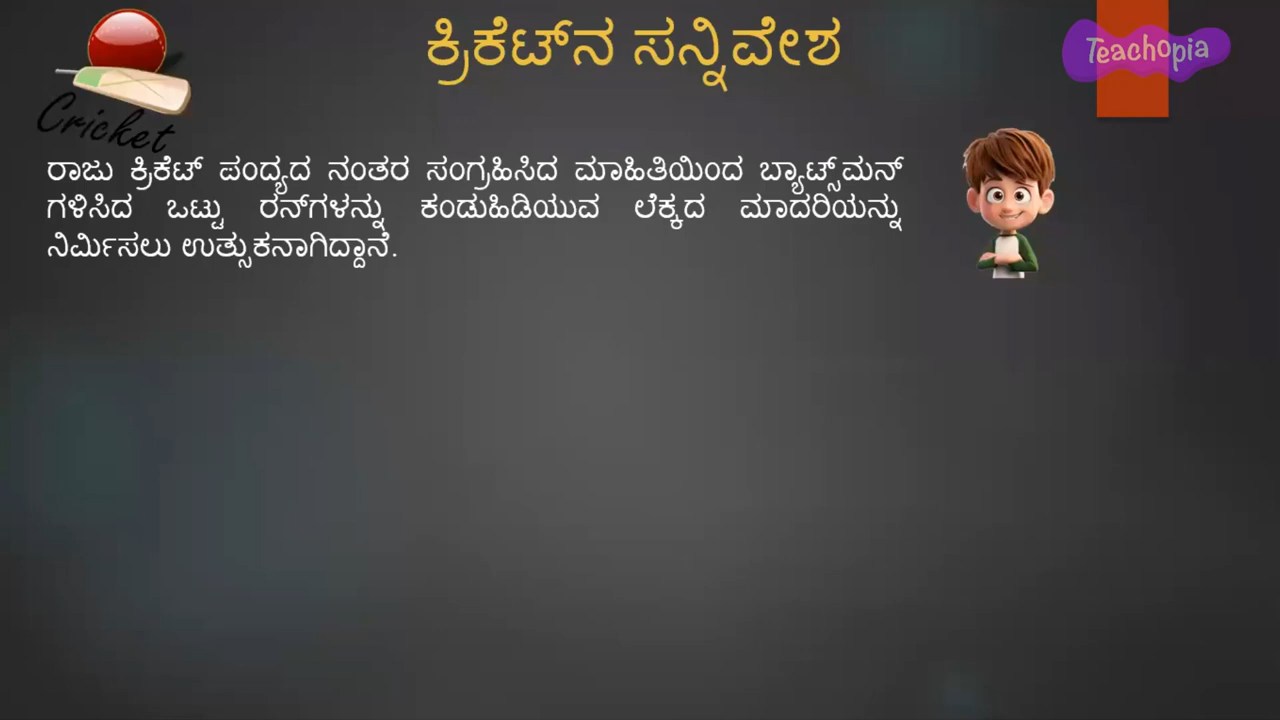 ಕ್ರಿಕೆಟ್‌ನ ಸನ್ನಿವೇಶ
Teachopia
Cricket
ರಾಜು ಕ್ರಿಕೆಟ್ ಪಂದ್ಯದ ನಂತರ ಸಂಗ್ರಹಿಸಿದ ಮಾಹಿತಿಯಿಂದ ಬ್ಯಾಟ್ಸ್‌ಮನ್
ಗಳಿಸಿದ ಒಟ್ಟು ರನ್‌ಗಳನ್ನು ಕಂಡುಹಿಡಿಯುವ ಲೆಕ್ಕದ ಮಾದರಿಯನ್ನು
ನಿರ್ಮಿಸಲು ಉತ್ಸುಕನಾಗಿದ್ದಾನೆ.